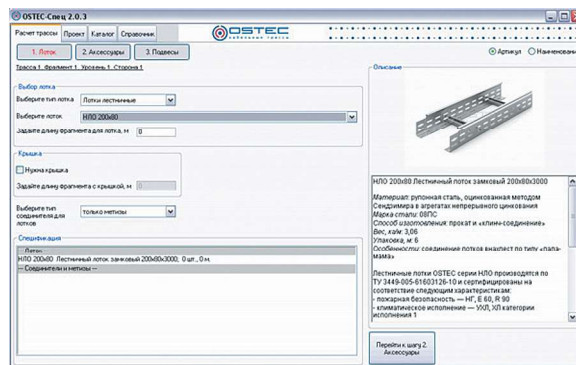 OSTEC-Спец 2.0.3
Расчет трассы Проект Каталог Справочник
OSTEC
кабельные трассы
1. Лоток 2. Аксессуары 3. Подвесы
Артикул Наименование
Трасса 1. Фрагмент 1. Уровень 1. Сторона 1
Выбор лотка
Выберите тип лотка Лотки лестничные
Выберите лоток НЛО 200х80
Задайте длину фрагмента для лотка, м 0
Крышка
Нужна крышка
Задайте длину фрагмента с крышкой, м 0
Выберите тип
соединителя для
лотков
только метизы
Спецификация
-- Лоток --
НЛО 200х80 Лестничный лоток замковый 200х80х3000; 0 шт., 0 м.
-- Соединители и метизы --
Описание
НЛО 200х80 Лестничный лоток замковый 200х80х3000
Материал: рулонная сталь, оцинкованная методом
Сендзимира в агрегатах непрерывного цинкования
Марка стали: 08ПС
Способ изготовления: прокат и «клинч-соединение»
Вес, кг/м: 3,06
Упаковка, м: 6
Особенности: соединение лотков внахлест по типу «папа-
мама»
Лестничные лотки OSTEC серии НЛО производятся по
ТУ 3449-005-61603126-10 и сертифицированы на
соответствие следующим характеристикам:
- пожарная безопасность — НГ, E 60, R 90
- климатическое исполнение — УХЛ, ХЛ категории
исполнения 1
Перейти к шагу 2.
Аксессуары